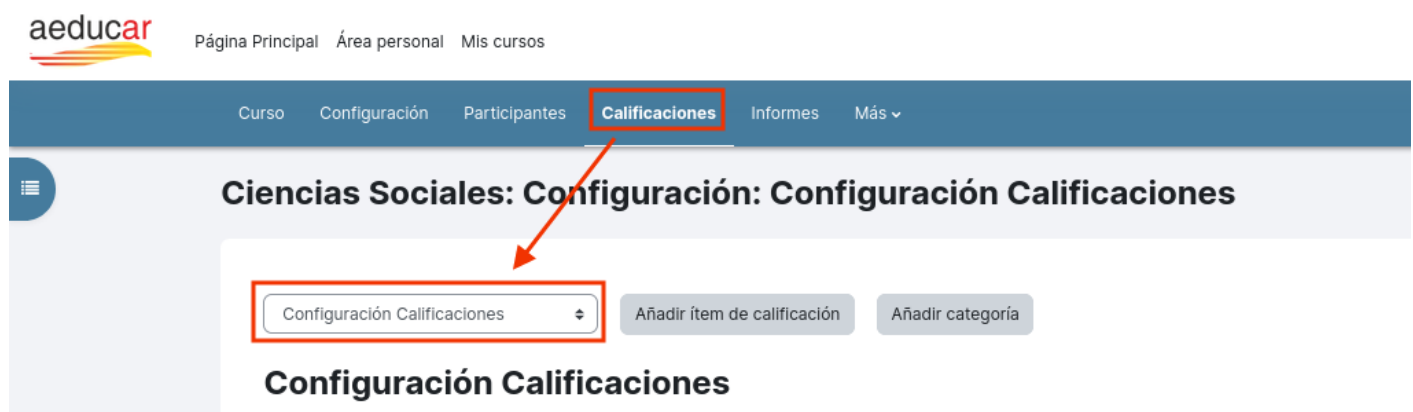 aeducar
Página Principal Área personal Mis cursos
Curso Configuración Participantes Calificaciones Informes Más
Ciencias Sociales: Configuración: Configuración Calificaciones
Configuración Calificaciones Añadir ítem de calificación Añadir categoría
Configuración Calificaciones